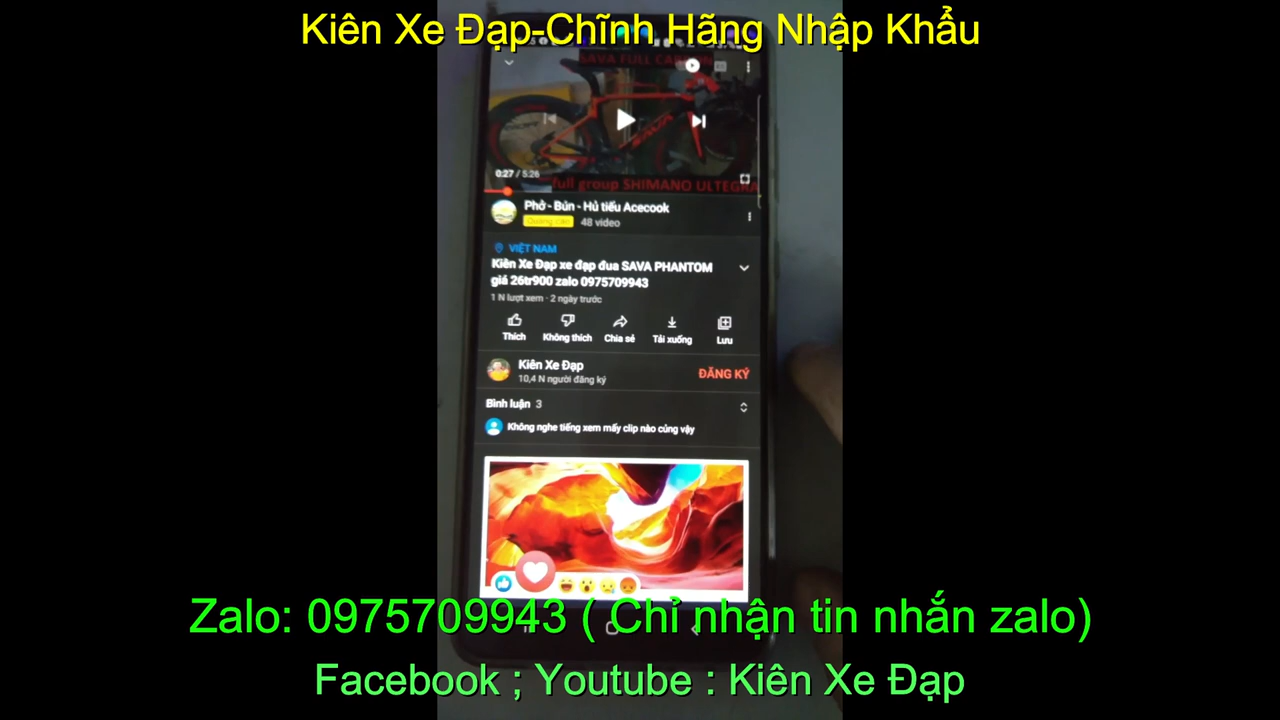 Kiên Xe Đạp-Chĩnh Hãng Nhập Khẩu
SAVA FULL CARBON
0:27 / 5:26
full group SHIMANO ULTEGRA
Phở - Bún - Hủ tiếu Acecook
Quảng cáo 48 video
VIỆT NAM
Kiên Xe Đạp xe đạp đua SAVA PHANTOM
giá 26tr900 zalo 0975709943
1 N lượt xem · 2 ngày trước
Thích Không thích Chia sẻ Tải xuống Lưu
Kiên Xe Đạp
10,4 N người đăng ký
ĐĂNG KÝ
Bình luận 3
Không nghe tiếng xem mấy clip nào cũng vậy
Zalo: 0975709943 ( Chỉ nhận tin nhắn zalo)
Facebook ; Youtube : Kiên Xe Đạp